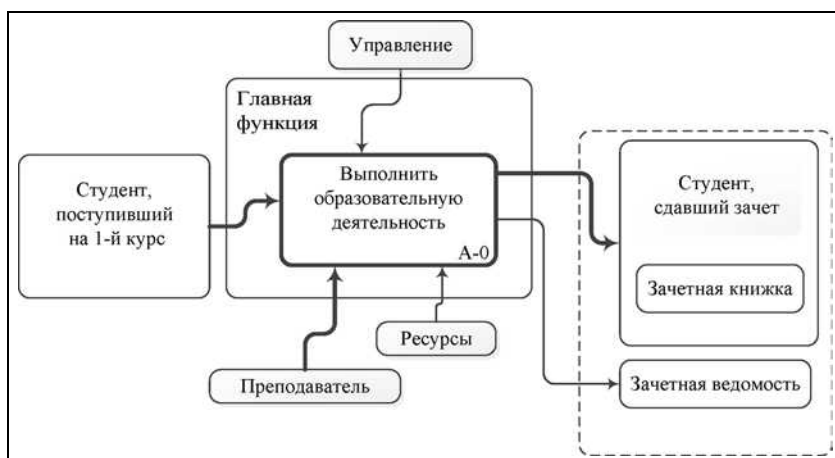 Управление
Главная
функция
Студент,
поступивший
на 1-й курс
Выполнить
образовательную
деятельность
А-0
Студент,
сдавший зачет
Зачетная книжка
Ресурсы
Преподаватель
Зачетная ведомость